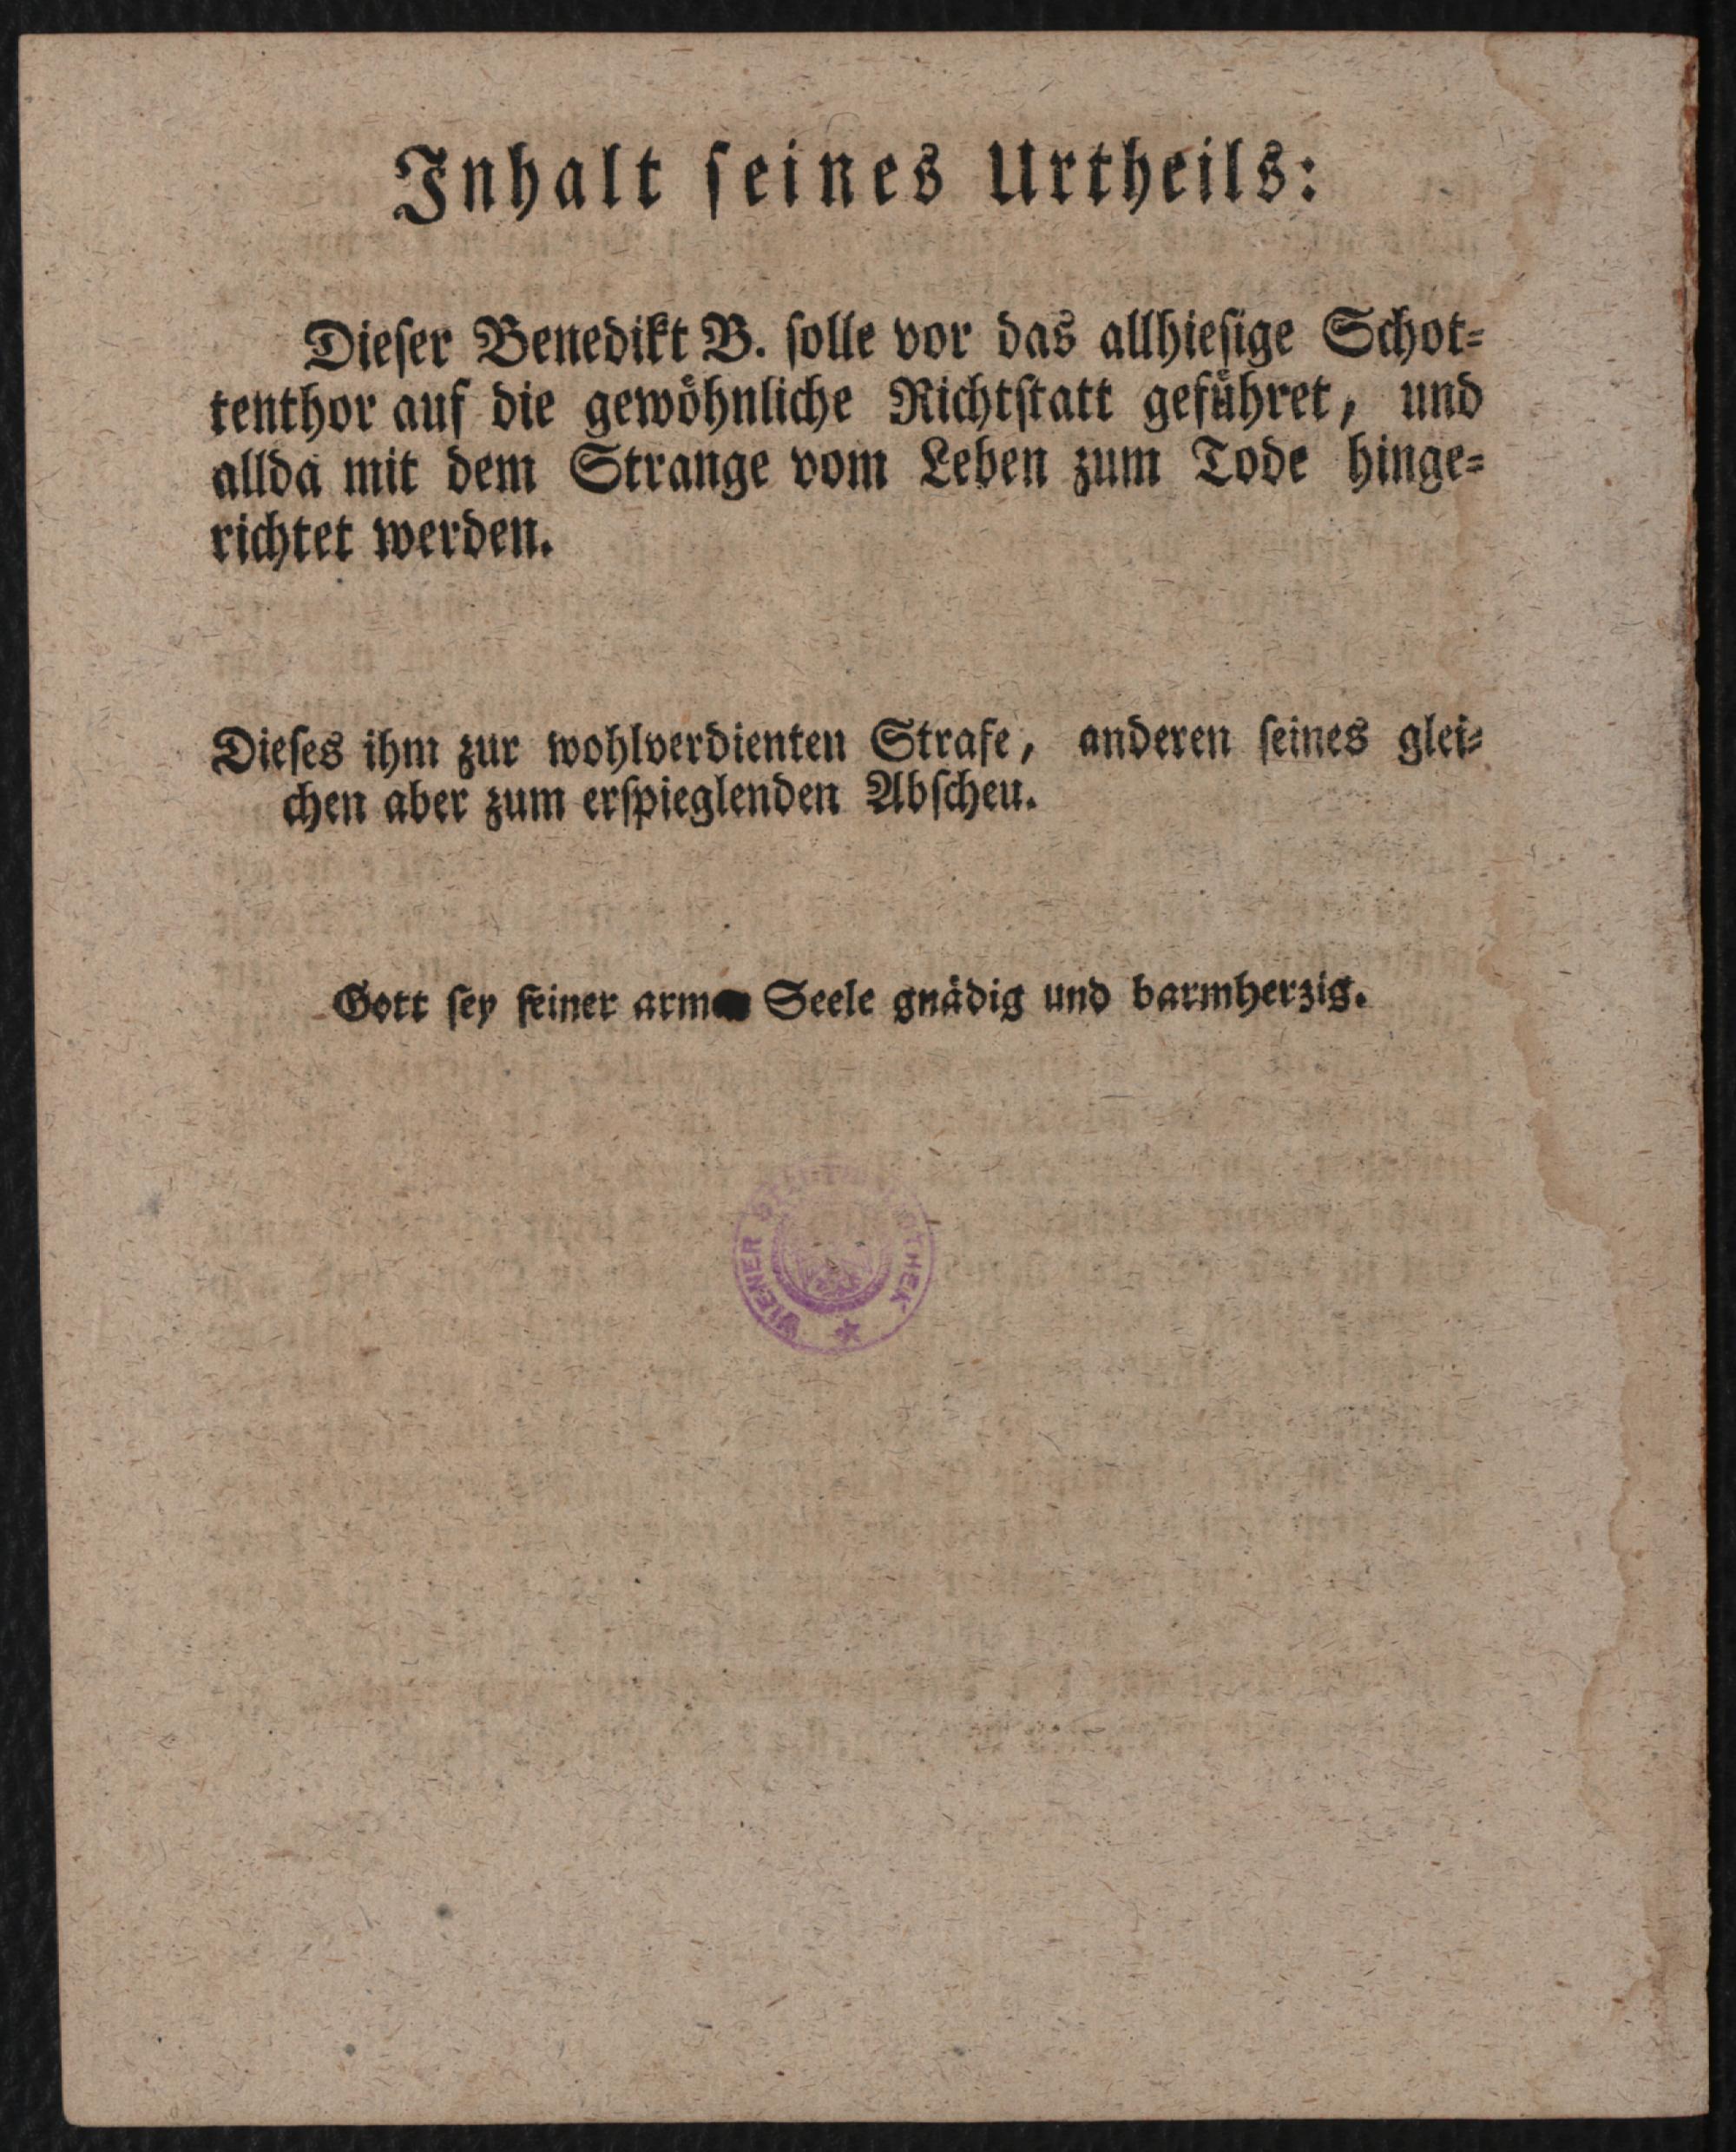 Inhalt seines Urtheils:
Dieser Benedikt B. solle vor das allhiesige Schot-
tenthor auf die gewöhnliche Richtstatt geführet, und
allda mit dem Strange vom Leben zum Tode hinge-
richtet werden.
Dieses ihm zur wohlverdienten Strafe, anderen seines glei-
chen aber zum erspieglenden Abscheu.
Gott sey seiner armen Seele gnädig und barmherzig.
WIENER